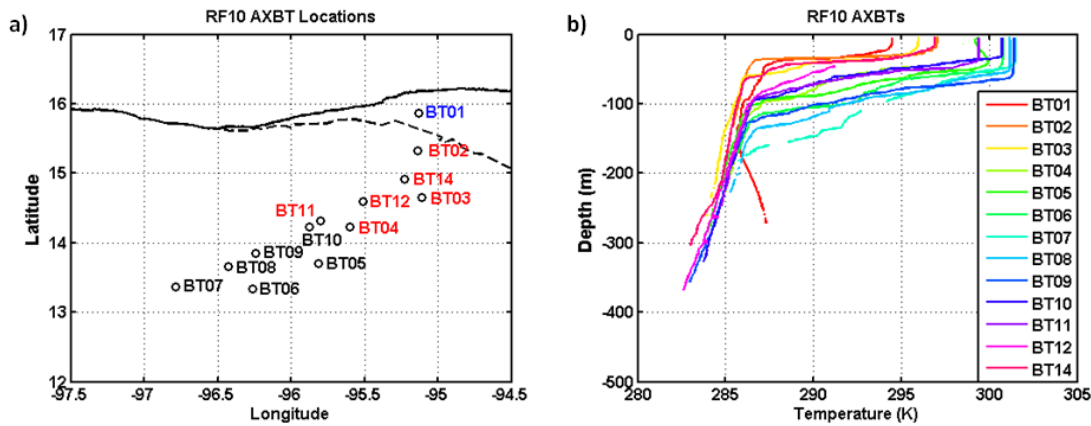 a)
RF10 AXBT Locations
17
16
15
14
13
12
Latitude
BT01
BT02
BT14
BT03
BT12
BT11
BT04
BT10
BT09
BT05
BT08
BT07
BT06
-97.5 -97 -96.5 -96 -95.5 -95 -94.5
Longitude
b)
RF10 AXBTs
0
-100
-200
-300
-400
-500
Depth (m)
BT01
BT02
BT03
BT04
BT05
BT06
BT07
BT08
BT09
BT10
BT11
BT12
BT14
280 285 290 295 300 305
Temperature (K)